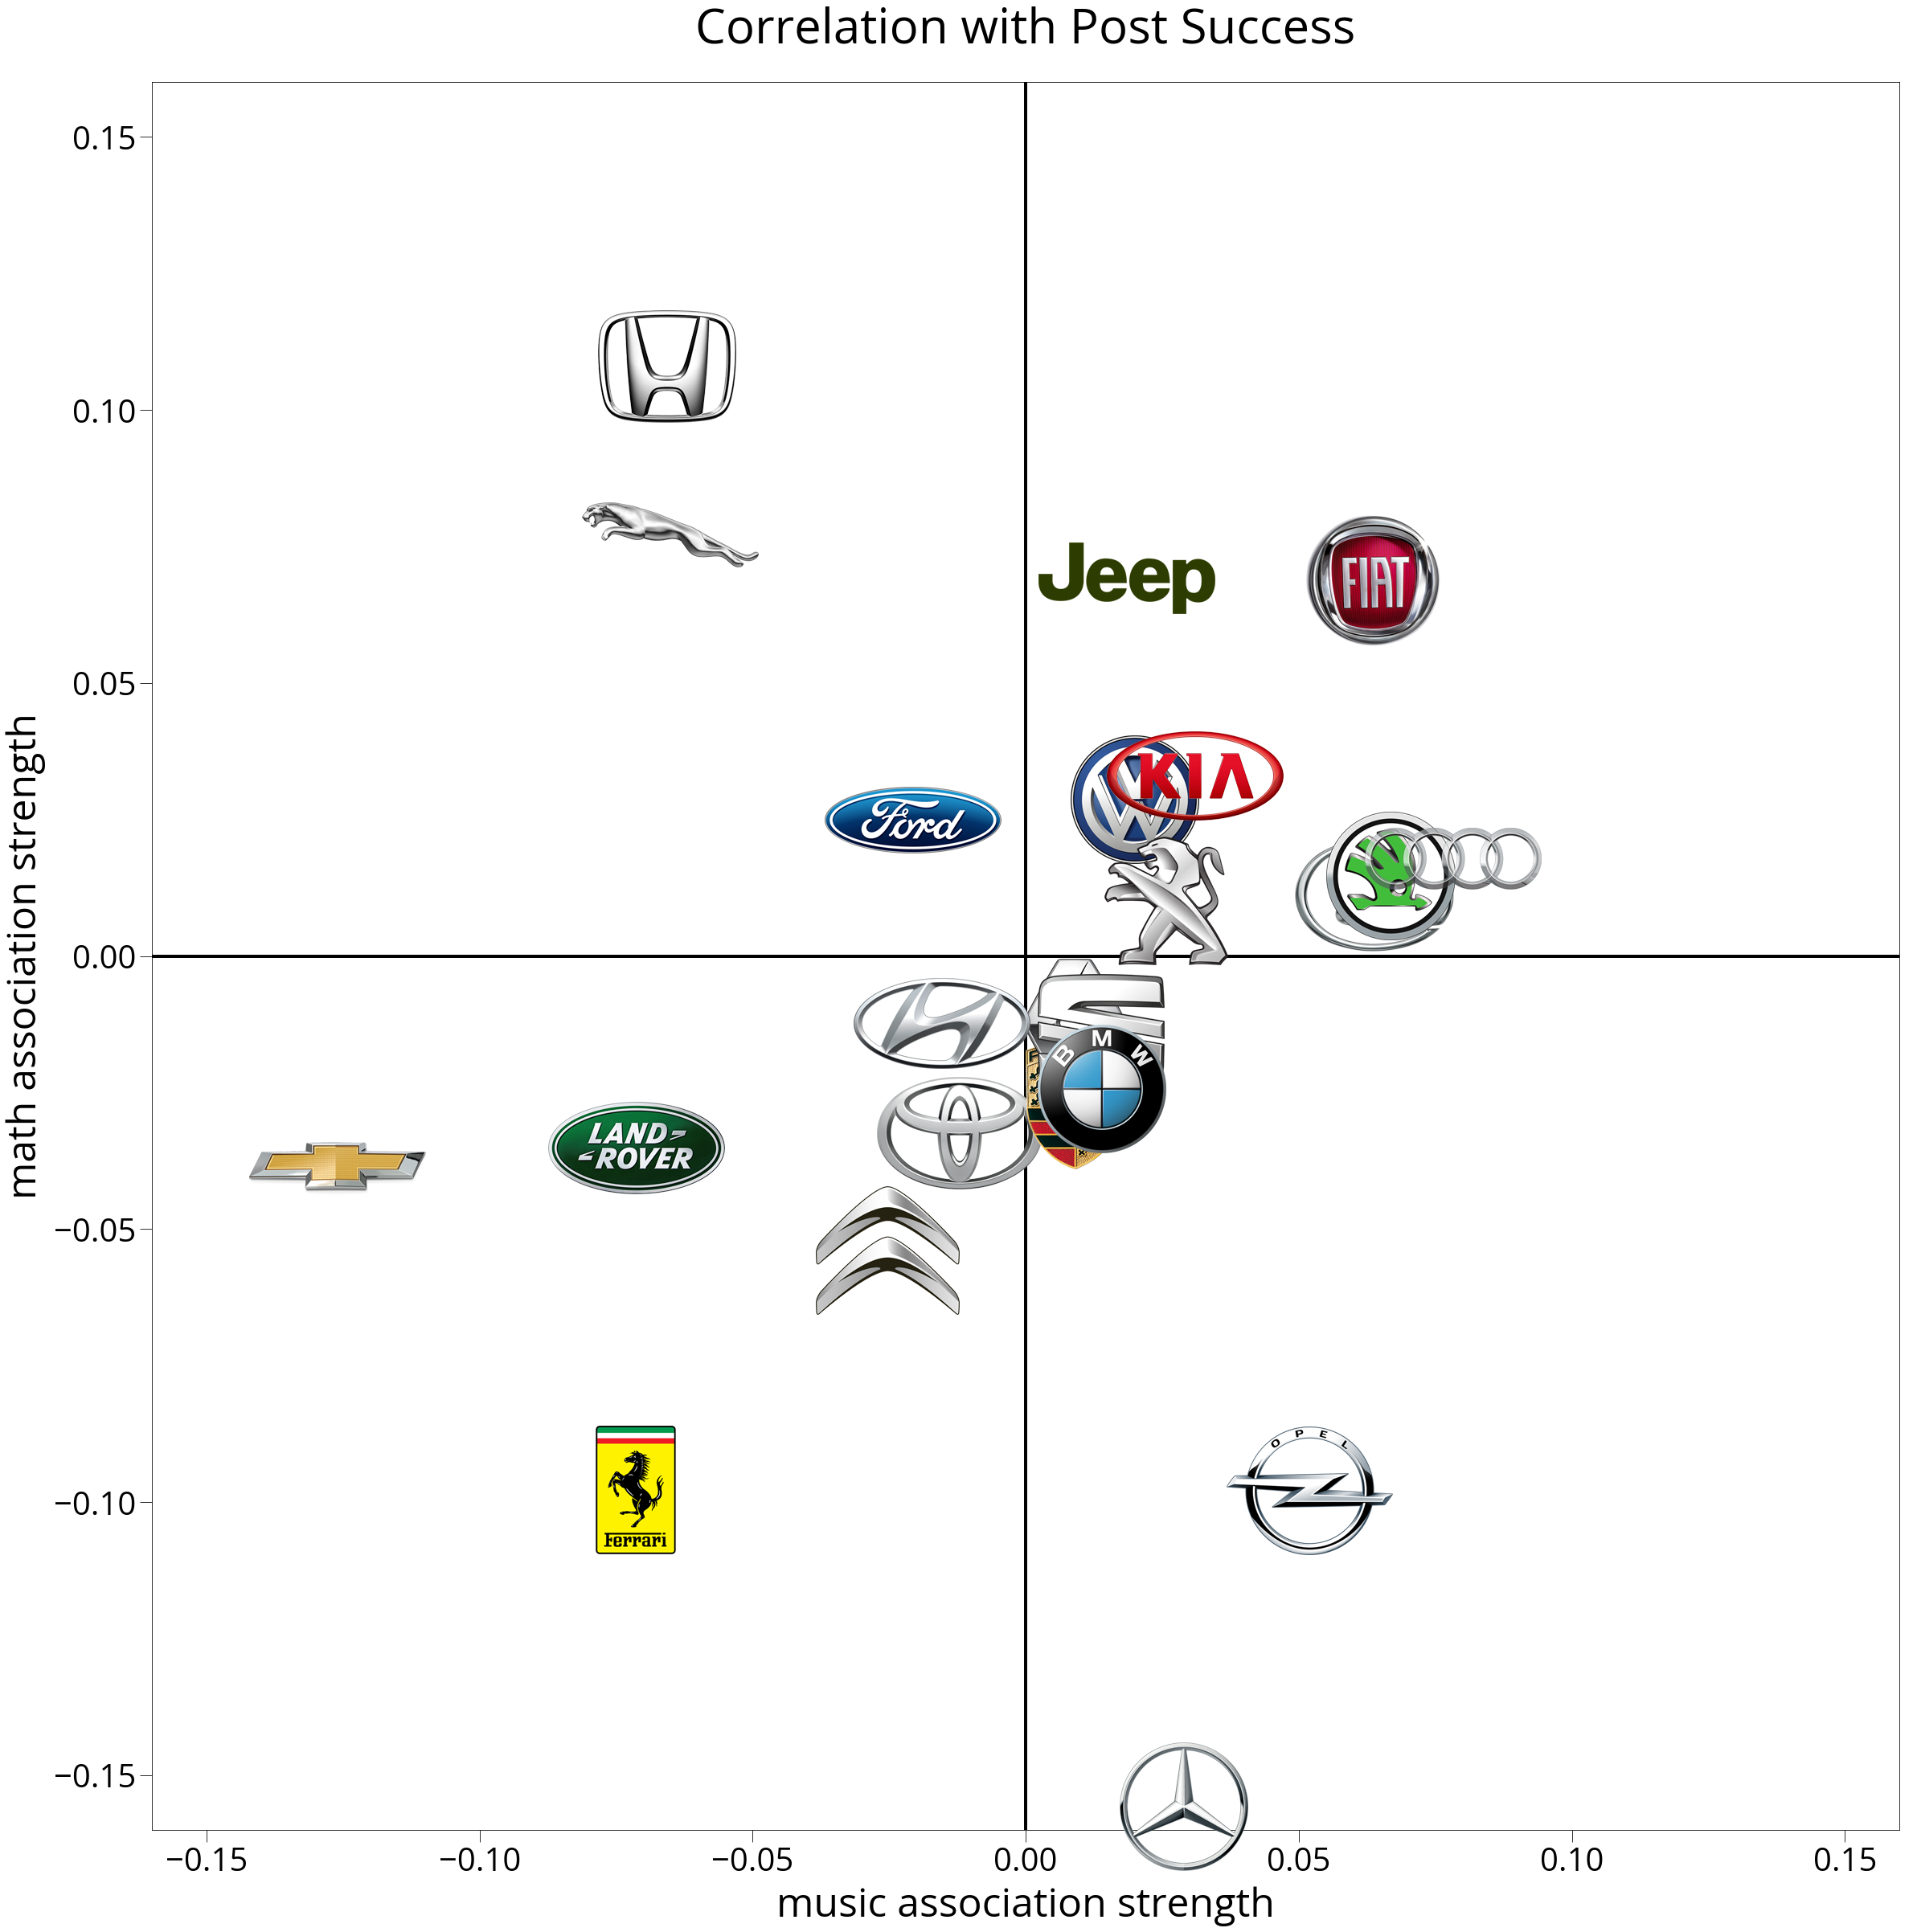 Correlation with Post Success
0.15
0.10
0.05
0.00
−0.05
−0.10
−0.15
math association strength
Jeep
FIAT
KIA
Ford
BMW
LAND
ROVER
Ferrari
OPEL
−0.15 −0.10 −0.05 0.00 0.05 0.10 0.15
music association strength